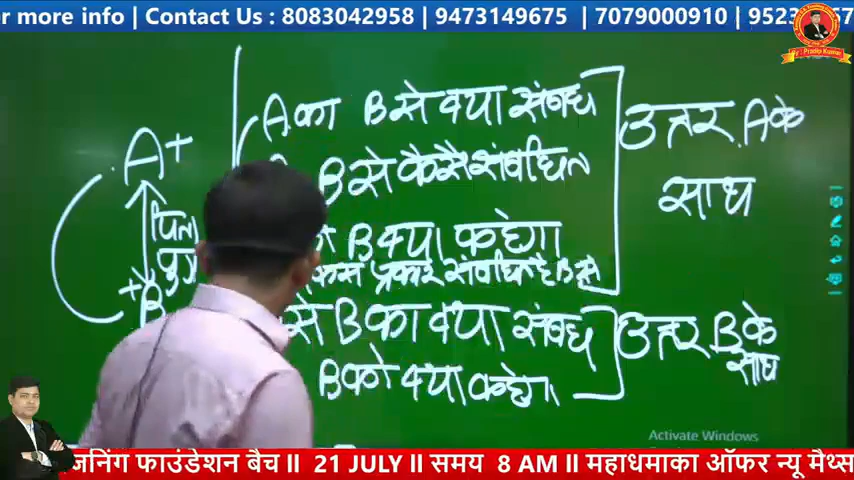 r more info | Contact Us : 8083042958 | 9473149675 | 7079000910 | 9523
A का B से क्या संबंध
B से कैसे संबंधित
B क्या कहेगा
प्रकार संबंधित है B से
से B का क्या संबंध
B को क्या कहेगा
उत्तर A के
साथ
उत्तर B के
साथ
A+
पिता
पुत्र
+B
Activate Windows
जनिंग फाउंडेशन बैच II 21 JULY II समय 8 AM II महाधमाका ऑफर न्यू मैथ्स